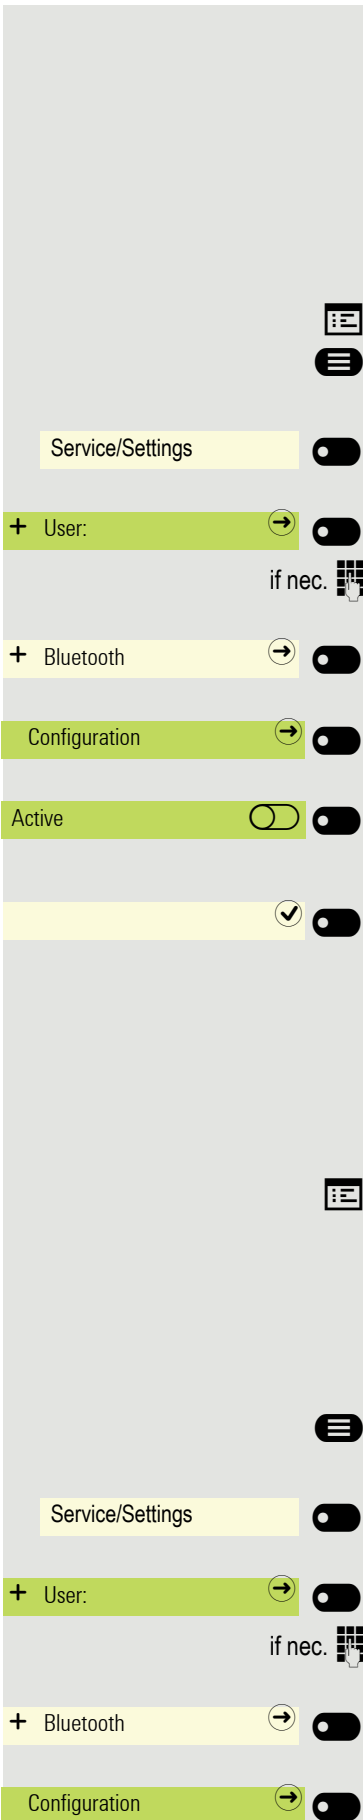 Service/Settings
+ User:
if nec.
+ Bluetooth
Configuration
Active
Service/Settings
+ User:
if nec.
+ Bluetooth
Configuration